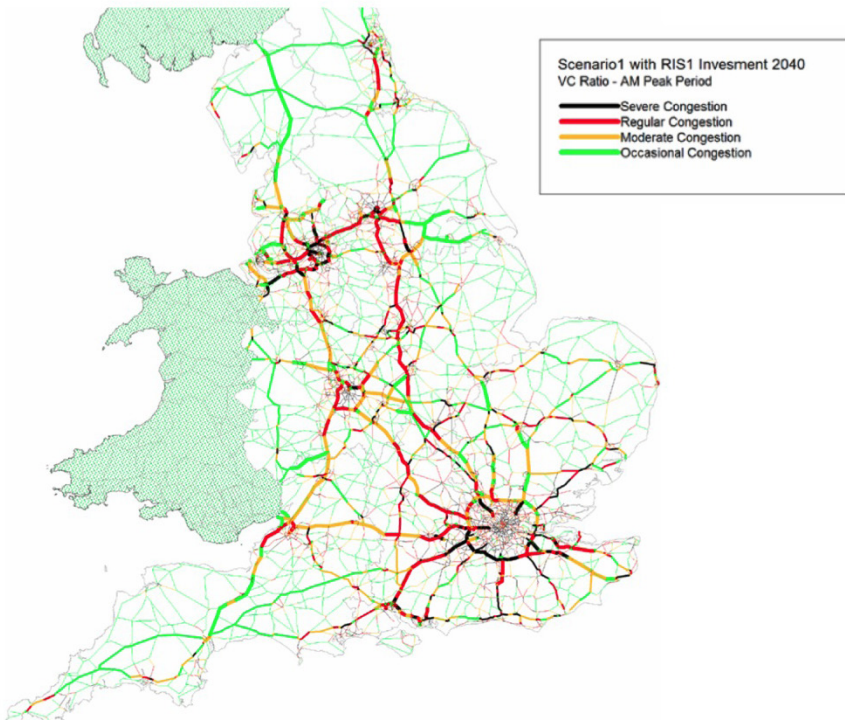 Scenario1 with RIS1 Invesment 2040
VC Ratio - AM Peak Period
Severe Congestion
Regular Congestion
Moderate Congestion
Occasional Congestion